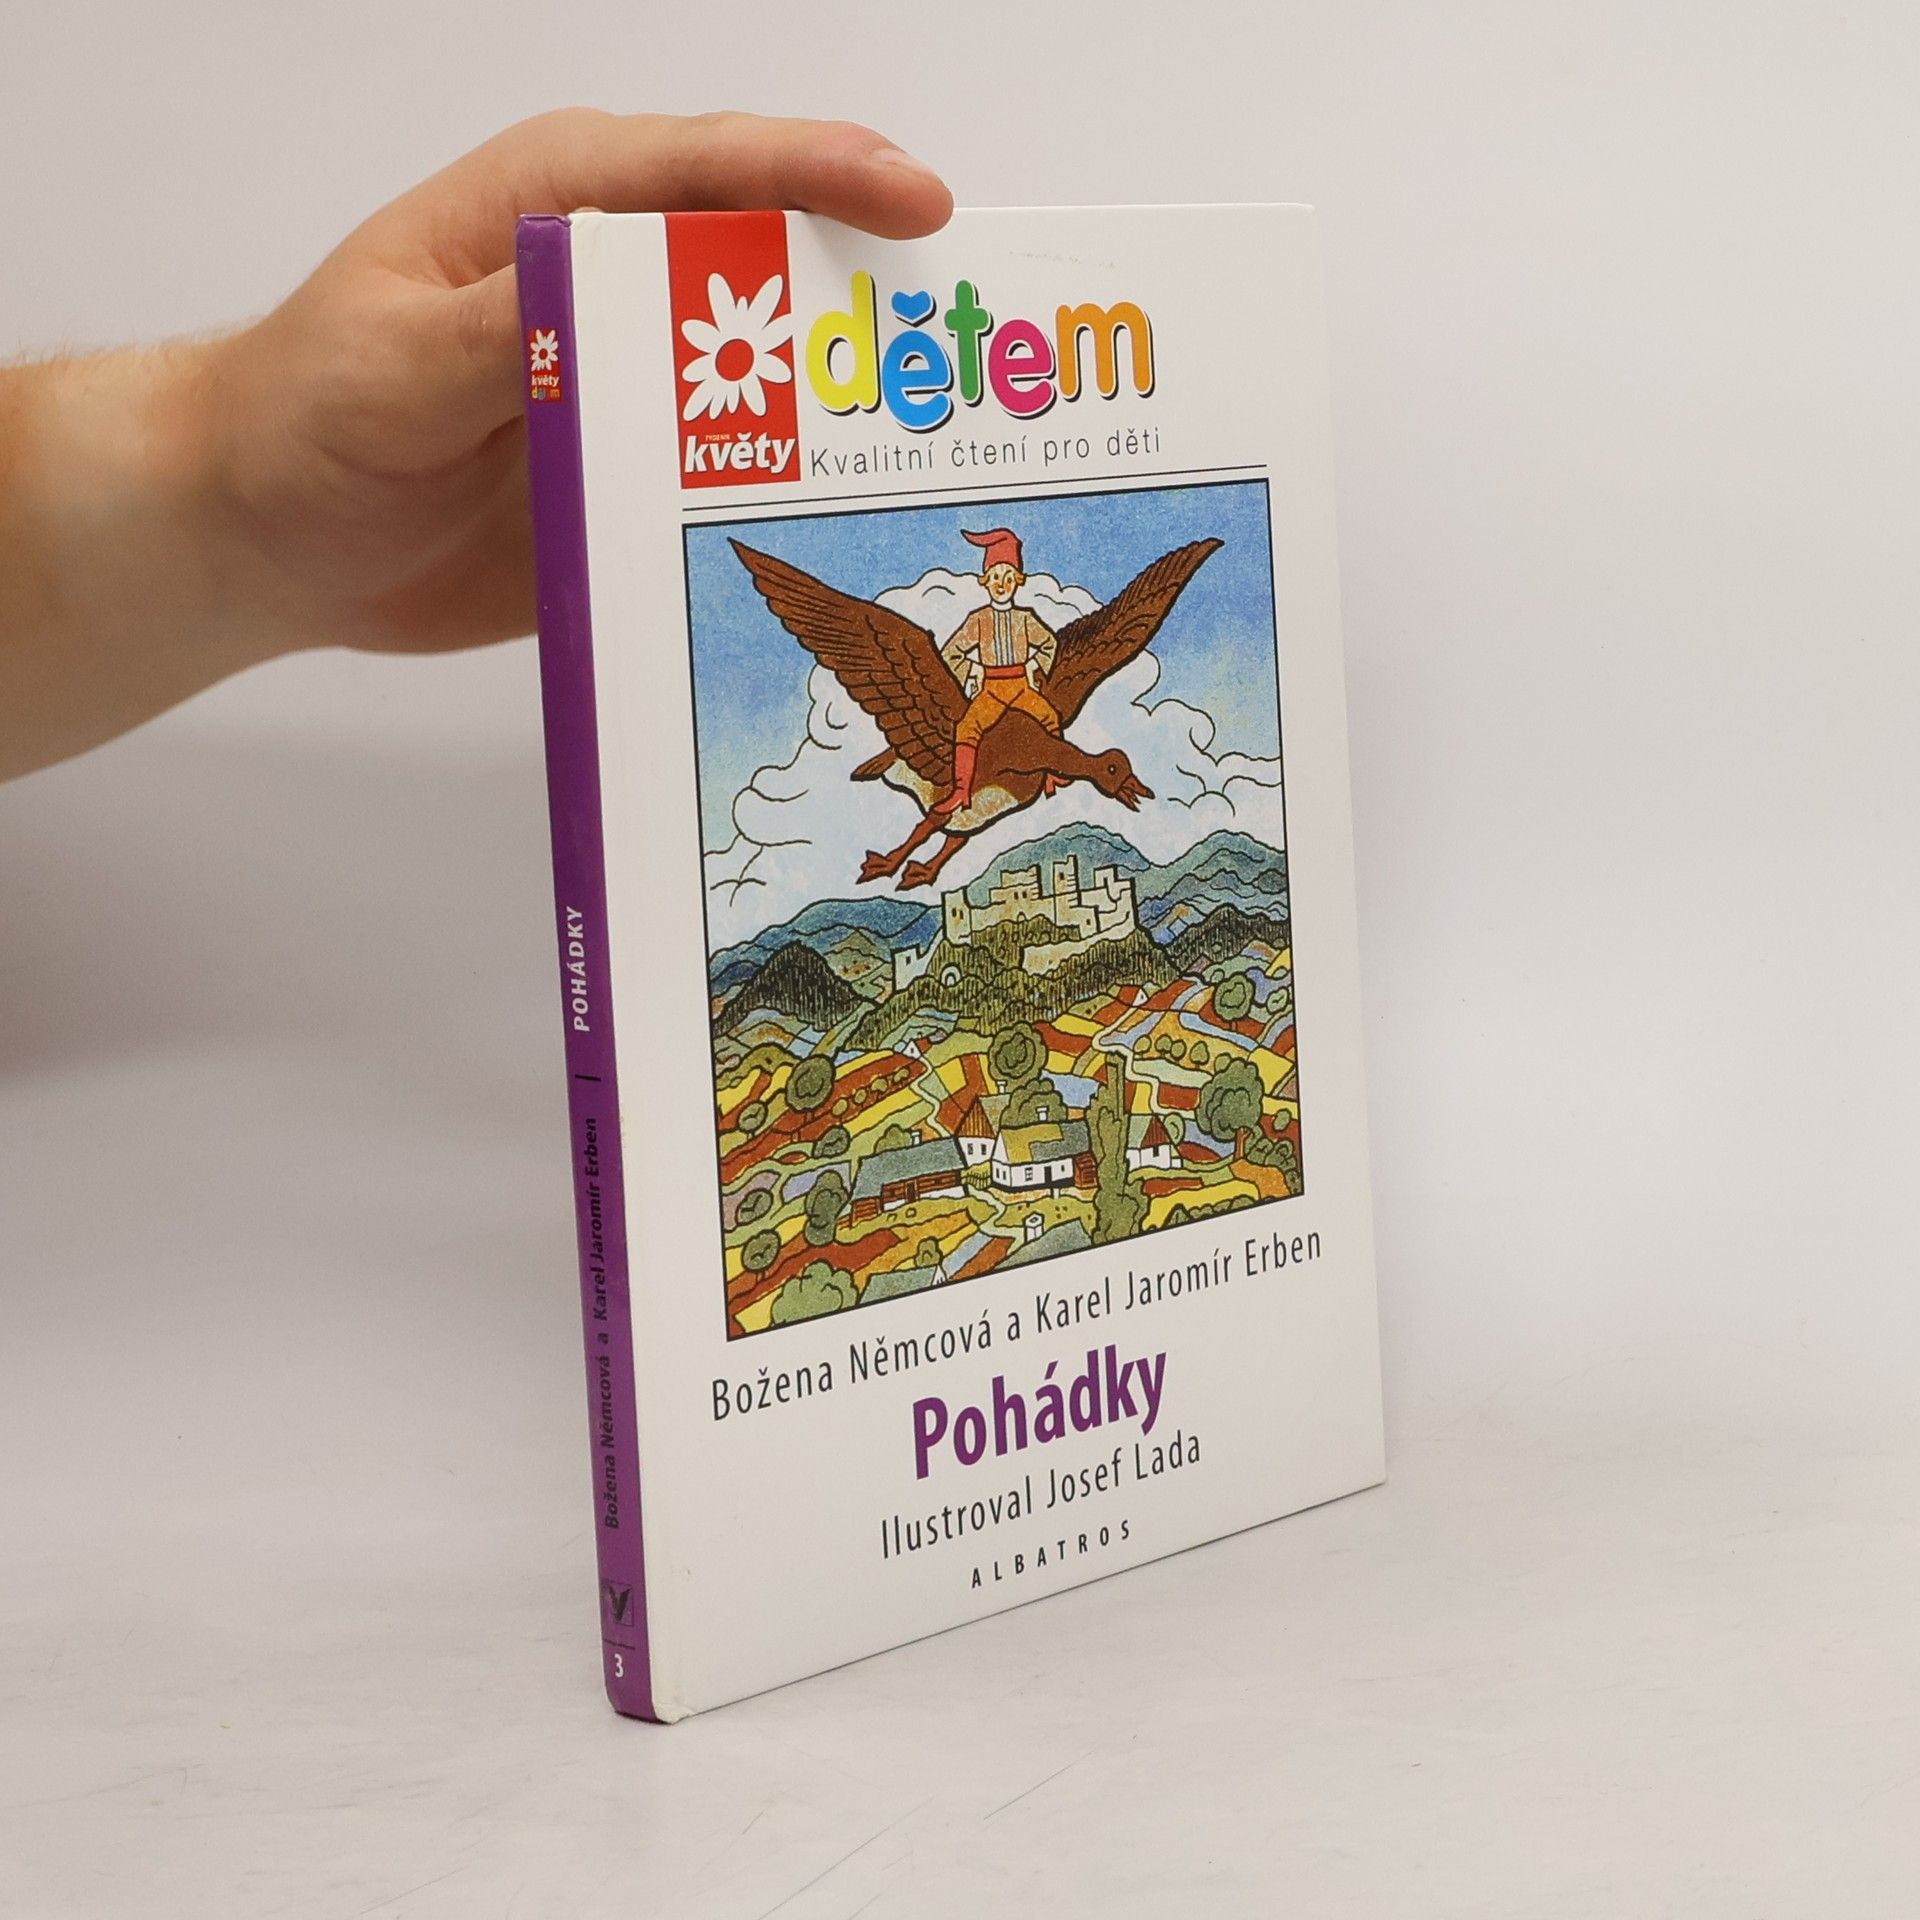 dětem
TÝDENÍK
květy
Kvalitní čtení pro děti
Božena Němcová a Karel Jaromír Erben
Pohádky
Ilustroval Josef Lada
ALBATROS
květy
dětem
Božena Němcová a Karel Jaromír Erben | POHÁDKY
3